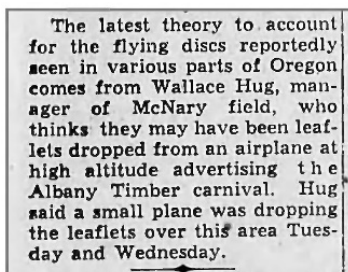 The latest theory to account
for the flying discs reportedly
seen in various parts of Oregon
comes from Wallace Hug, man-
ager of McNary field, who
thinks they may have been leaf-
lets dropped from an airplane at
high altitude advertising the
Albany Timber carnival. Hug
said a small plane was dropping
the leaflets over this area Tues-
day and Wednesday.